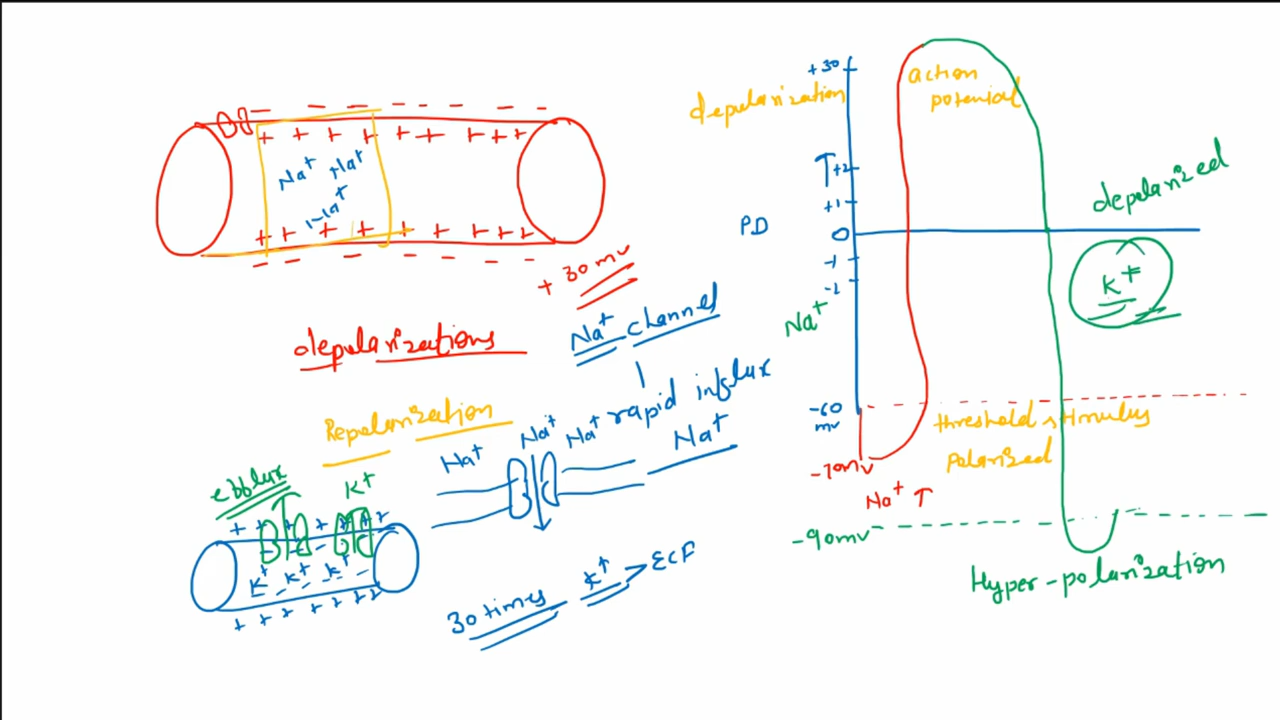 - - - - - - - -
+ + + + + + + + +
Na⁺ Na⁺
Na⁺
+ + + + + + + + +
- - - - - - -
+ 30 mv
depolarizations
Na⁺ channel
rapid influx
Na⁺
Repolarization
Na⁺ Na⁺ Na⁺
efflux
K⁺
K⁺ K⁺ K⁺
30 times K⁺ → ECF
depolarization
+30
action
potential
+2
+1
PD
0
-1
-2
Na⁺
-60
mv
-70mv
Na⁺ ↑
-90mv
depolarized
K⁺
threshold stimulus
Polarized
Hyper-polarization